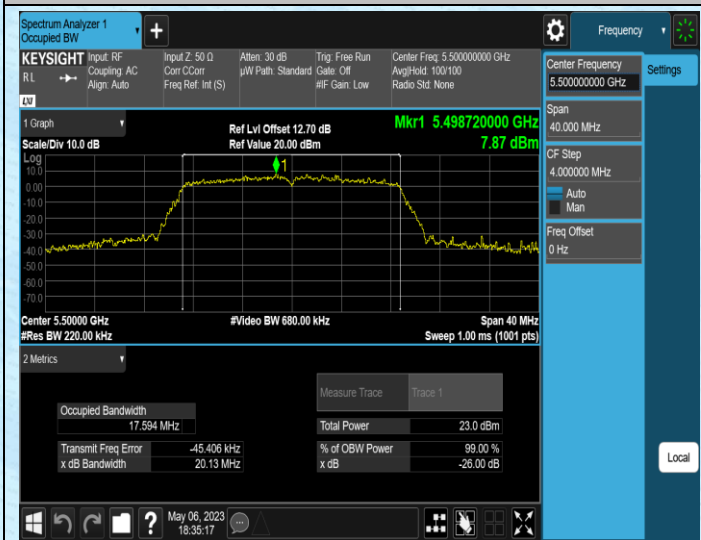 Spectrum Analyzer 1
Occupied BW
Frequency
KEYSIGHT
RL
LXI
Input: RF
Coupling: AC
Align: Auto
Input Z: 50 Ω
Corr CCorr
Freq Ref: Int (S)
Atten: 30 dB
µW Path: Standard
Trig: Free Run
Gate: Off
#IF Gain: Low
Center Freq: 5.500000000 GHz
Avg|Hold: 100/100
Radio Std: None
Center Frequency
5.500000000 GHz
Settings
Span
40.000 MHz
CF Step
4.000000 MHz
Auto
Man
Freq Offset
0 Hz
1 Graph
Scale/Div 10.0 dB
Ref Lvl Offset 12.70 dB
Ref Value 20.00 dBm
Mkr1 5.498720000 GHz
7.87 dBm
Log
10.0
0.00
-10.0
-20.0
-30.0
-40.0
-50.0
-60.0
-70.0
1
Center 5.50000 GHz
#Res BW 220.00 kHz
#Video BW 680.00 kHz
Span 40 MHz
Sweep 1.00 ms (1001 pts)
2 Metrics
Measure Trace Trace 1
Occupied Bandwidth
17.594 MHz
Total Power 23.0 dBm
Transmit Freq Error -45.406 kHz
% of OBW Power 99.00 %
x dB Bandwidth 20.13 MHz
x dB -26.00 dB
Local
?
May 06, 2023
18:35:17